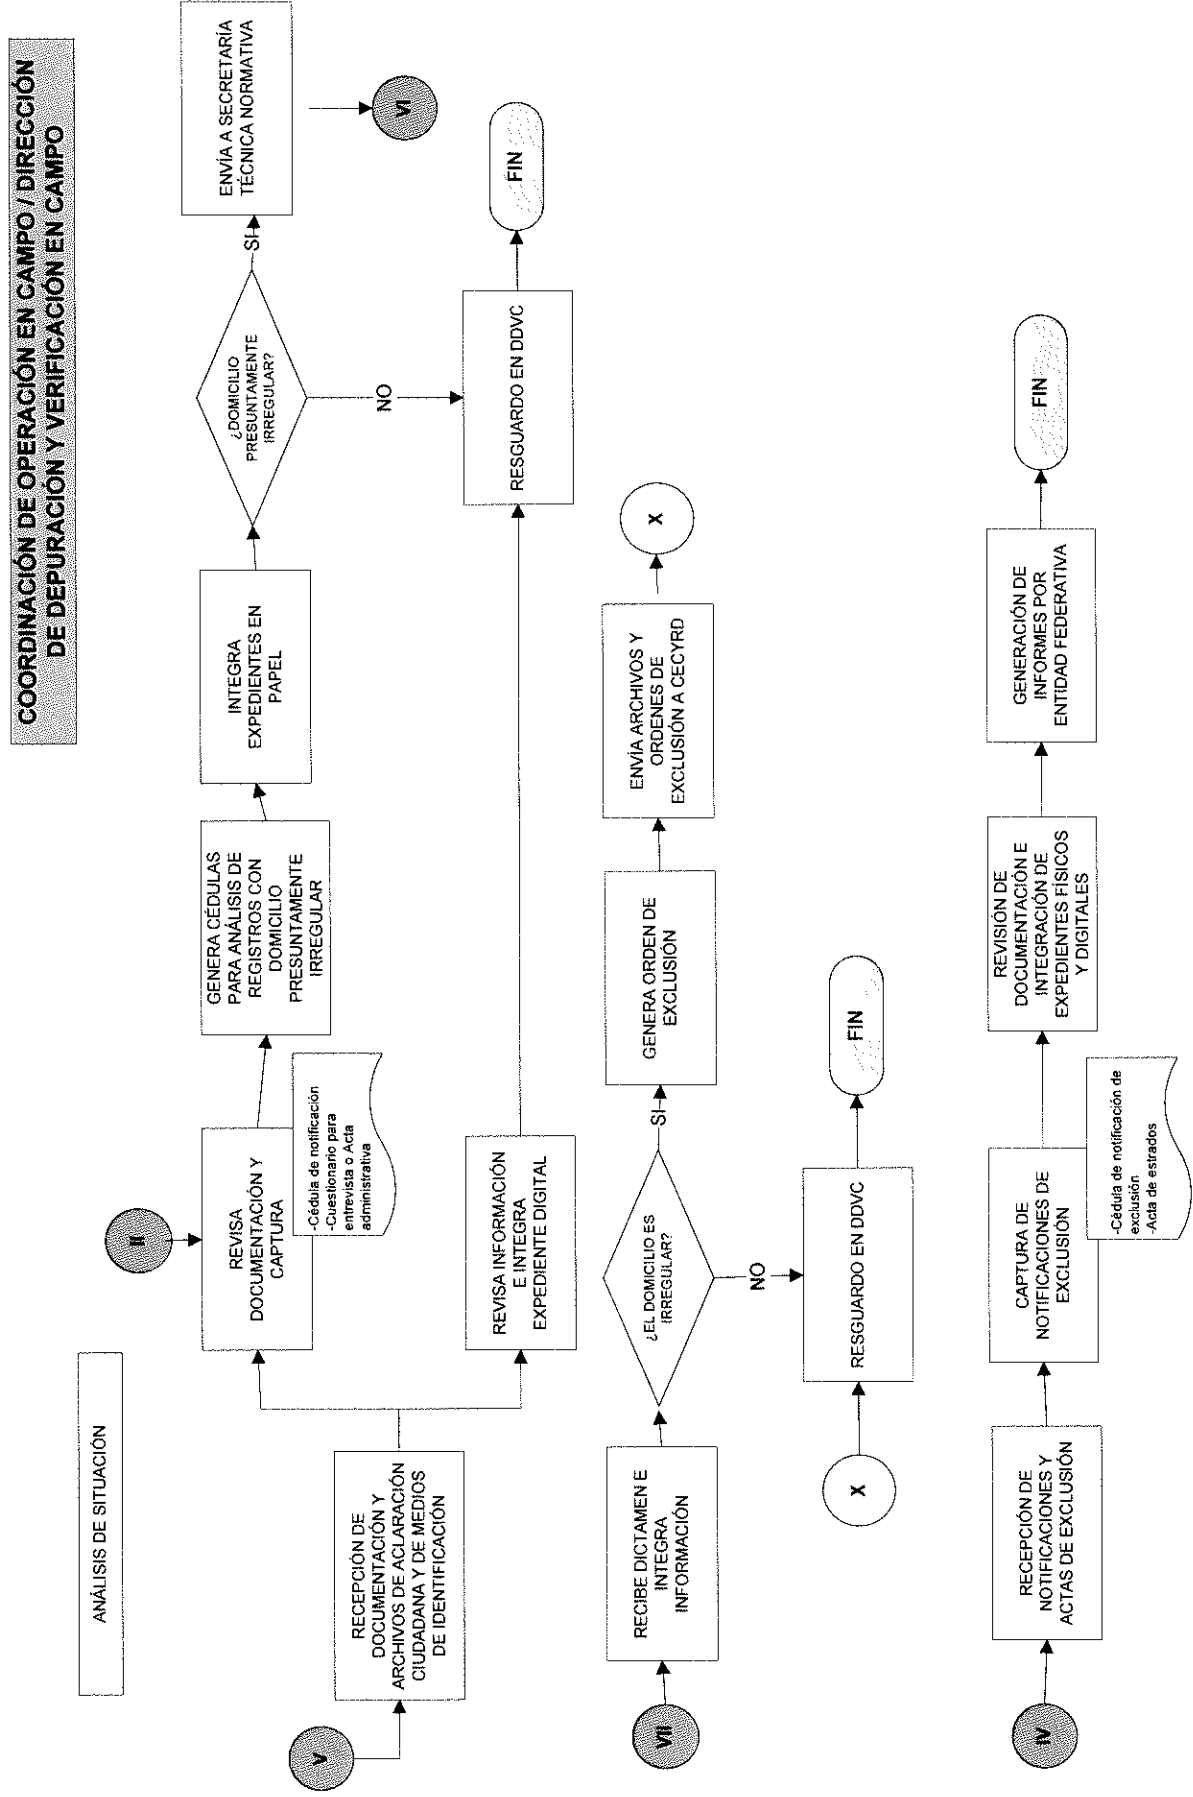 COORDINACIÓN DE OPERACIÓN EN CAMPO / DIRECCIÓN
DE DEPURACIÓN Y VERIFICACIÓN EN CAMPO
ANÁLISIS DE SITUACIÓN
II
V
RECEPCIÓN DE
DOCUMENTACIÓN Y
ARCHIVOS DE ACLARACIÓN
CIUDADANA Y DE MEDIOS
DE IDENTIFICACIÓN
REVISA
DOCUMENTACIÓN Y
CAPTURA
-Cédula de notificación
-Cuestionario para
entrevista o Acta
administrativa
GENERA CÉDULAS
PARA ANÁLISIS DE
REGISTROS CON
DOMICILIO
PRESUNTAMENTE
IRREGULAR
INTEGRA
EXPEDIENTES EN
PAPEL
¿DOMICILIO
PRESUNTAMENTE
IRREGULAR?
SI
ENVÍA A SECRETARÍA
TÉCNICA NORMATIVA
VI
NO
REVISA INFORMACIÓN
E INTEGRA
EXPEDIENTE DIGITAL
RESGUARDO EN DDVC
FIN
VII
RECIBE DICTAMEN E
INTEGRA
INFORMACIÓN
¿EL DOMICILIO ES
IRREGULAR?
SI
GENERA ORDEN DE
EXCLUSIÓN
ENVÍA ARCHIVOS Y
ORDENES DE
EXCLUSIÓN A CECYRD
X
NO
X
RESGUARDO EN DDVC
FIN
IV
RECEPCIÓN DE
NOTIFICACIONES Y
ACTAS DE EXCLUSIÓN
CAPTURA DE
NOTIFICACIONES DE
EXCLUSIÓN
-Cédula de notificación de
exclusión
-Acta de estrados
REVISIÓN DE
DOCUMENTACIÓN E
INTEGRACIÓN DE
EXPEDIENTES FÍSICOS
Y DIGITALES
GENERACIÓN DE
INFORMES POR
ENTIDAD FEDERATIVA
FIN